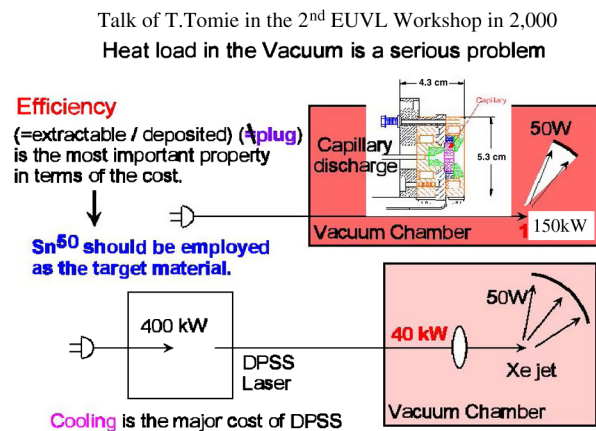 Talk of T.Tomie in the 2nd EUVL Workshop in 2,000
Heat load in the Vacuum is a serious problem
Efficiency
(=extractable / deposited) (≠plug)
is the most important property
in terms of the cost.
Sn50 should be employed
as the target material.
4.3 cm
Capillary
5.3 cm
Capillary
discharge
50W
150kW
Vacuum Chamber
400 kW
DPSS
Laser
40 kW
50W
Xe jet
Vacuum Chamber
Cooling is the major cost of DPSS